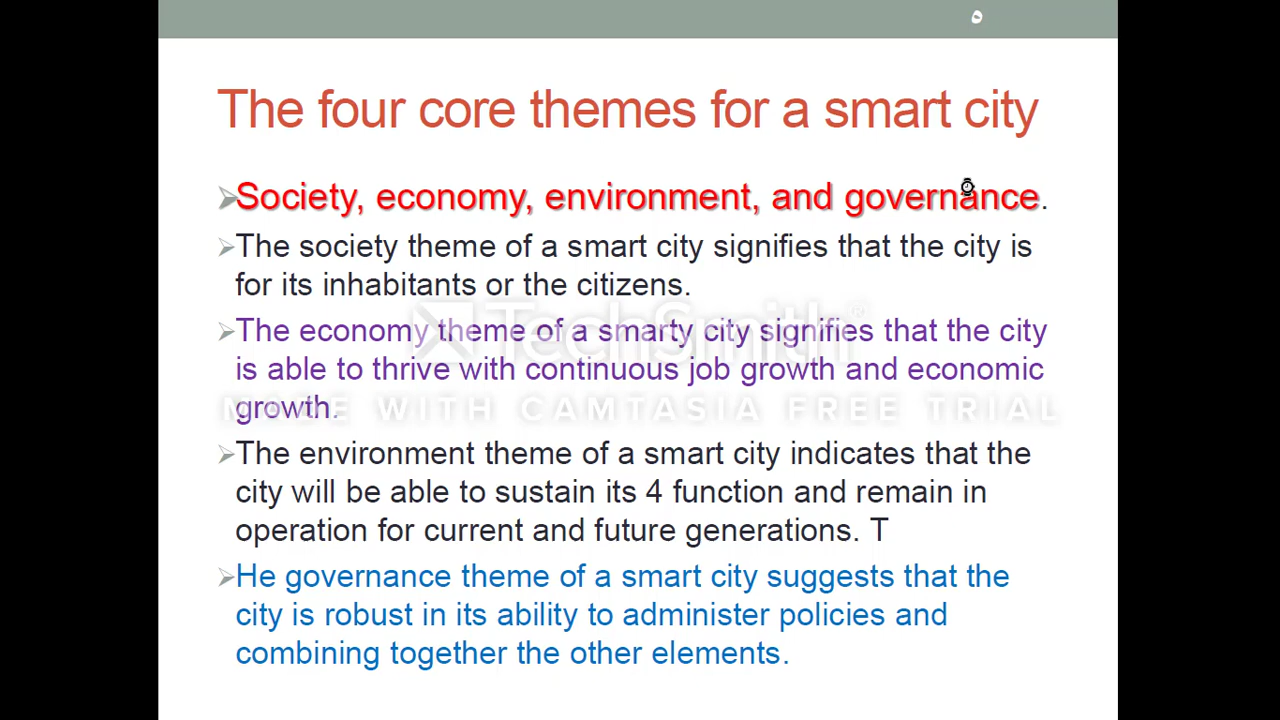 ٥
The four core themes for a smart city
➢Society, economy, environment, and governance.
➢The society theme of a smart city signifies that the city is
for its inhabitants or the citizens.
➢The economy theme of a smarty city signifies that the city
is able to thrive with continuous job growth and economic
growth.
TechSmith®
MADE WITH CAMTASIA FREE TRIAL
➢The environment theme of a smart city indicates that the
city will be able to sustain its 4 function and remain in
operation for current and future generations. T
➢He governance theme of a smart city suggests that the
city is robust in its ability to administer policies and
combining together the other elements.